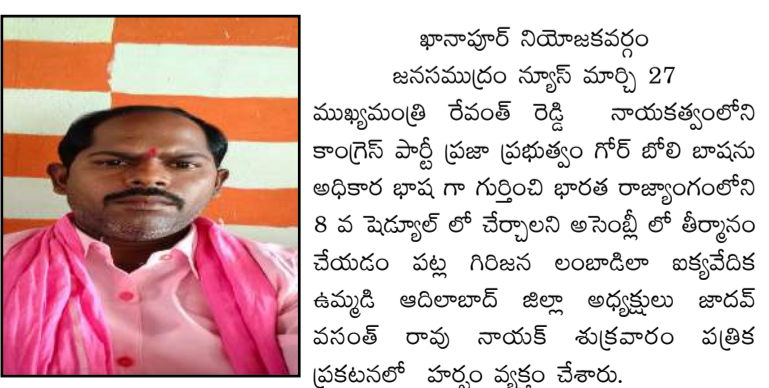 ఖానాపూర్ నియోజకవర్గం
జనసముద్రం న్యూస్ మార్చి 27
ముఖ్యమంత్రి రేవంత్ రెడ్డి నాయకత్వంలోని
కాంగ్రెస్ పార్టీ ప్రజా ప్రభుత్వం గోర్ బోలి బాషను
అధికార భాష గా గుర్తించి భారత రాజ్యాంగంలోని
8 వ షెడ్యూల్ లో చేర్చాలని అసెంబ్లీ లో తీర్మానం
చేయడం పట్ల గిరిజన లంబాడీలా ఐక్యవేదిక
ఉమ్మడి ఆదిలాబాద్ జిల్లా అధ్యక్షులు జాదవ్
వసంత్ రావు నాయక్ శుక్రవారం పత్రిక
ప్రకటనలో హర్షం వ్యక్తం చేశారు.